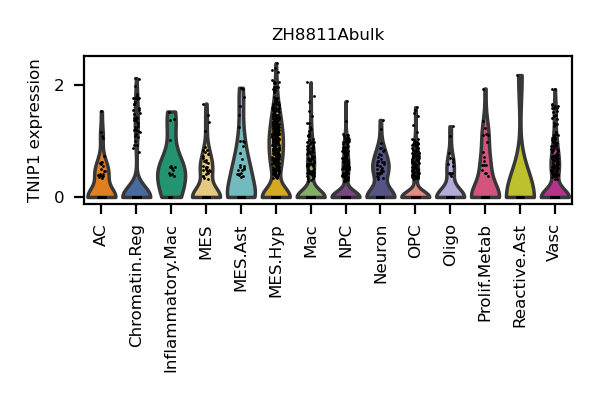 ZH8811Abulk
TNIP1 expression
2
0
AC
Chromatin.Reg
Inflammatory.Mac
MES
MES.Ast
MES.Hyp
Mac
NPC
Neuron
OPC
Oligo
Prolif.Metab
Reactive.Ast
Vasc